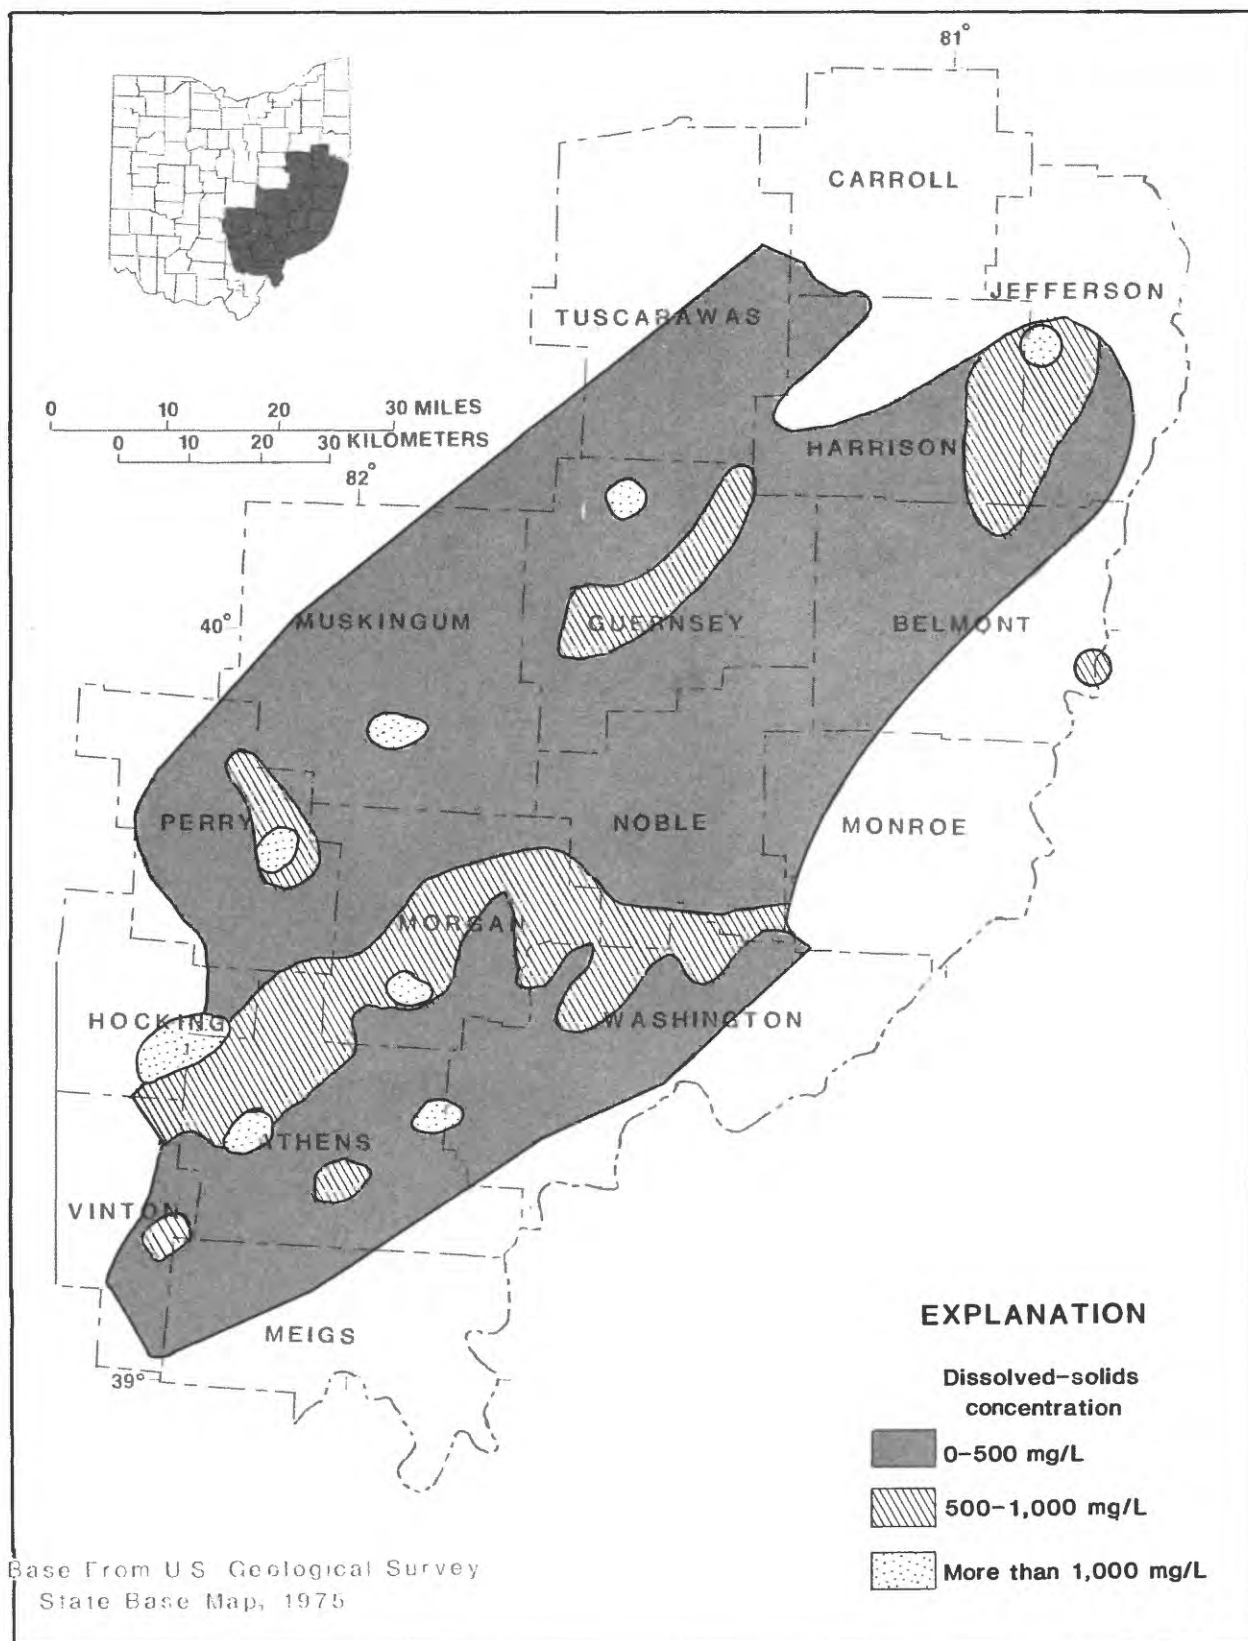 81°
CARROLL
JEFFERSON
TUSCARAWAS
0 10 20 30 MILES
0 10 20 30 KILOMETERS
HARRISON
82°
MUSKINGUM
GUERNSEY
BELMONT
40°
PERRY
NOBLE
MONROE
MORGAN
HOCKING
WASHINGTON
ATHENS
VINTON
MEIGS
39°
EXPLANATION
Dissolved-solids
concentration
0-500 mg/L
500-1,000 mg/L
More than 1,000 mg/L
Base From U S Geological Survey
State Base Map, 1975